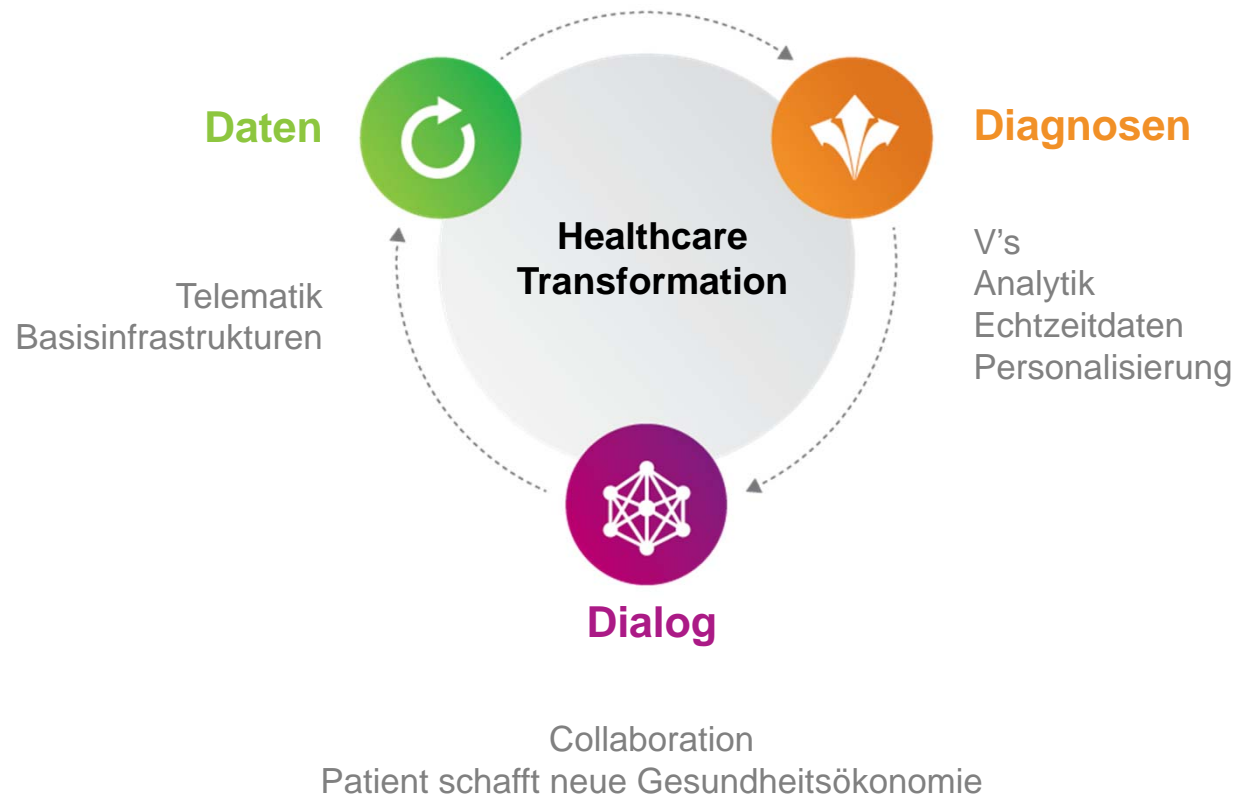 Daten
Diagnosen
Healthcare
Transformation
Telematik
Basisinfrastrukturen
V’s
Analytik
Echtzeitdaten
Personalisierung
Dialog
Collaboration
Patient schafft neue Gesundheitsökonomie